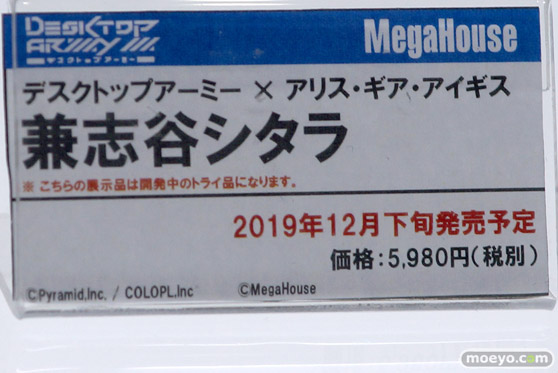 DESKTOP ARMY
デスクトップアーミー
MegaHouse
デスクトップアーミー × アリス・ギア・アイギス
兼志谷シタラ
※ こちらの展示品は開発中のトライ品になります。
2019年12月下旬発売予定
価格:5,980円(税別)
©Pyramid,Inc. / COLOPL,Inc ©MegaHouse
moeyo.com